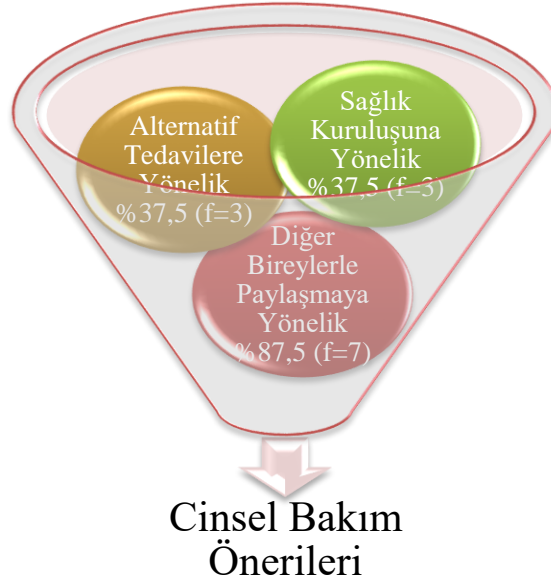 Alternatif
Tedavilere
Yönelik
%37,5 (f=3)
Sağlık
Kuruluşuna
Yönelik
%37,5 (f=3)
Diğer
Bireylerle
Paylaşmaya
Yönelik
%87,5 (f=7)
Cinsel Bakım
Önerileri